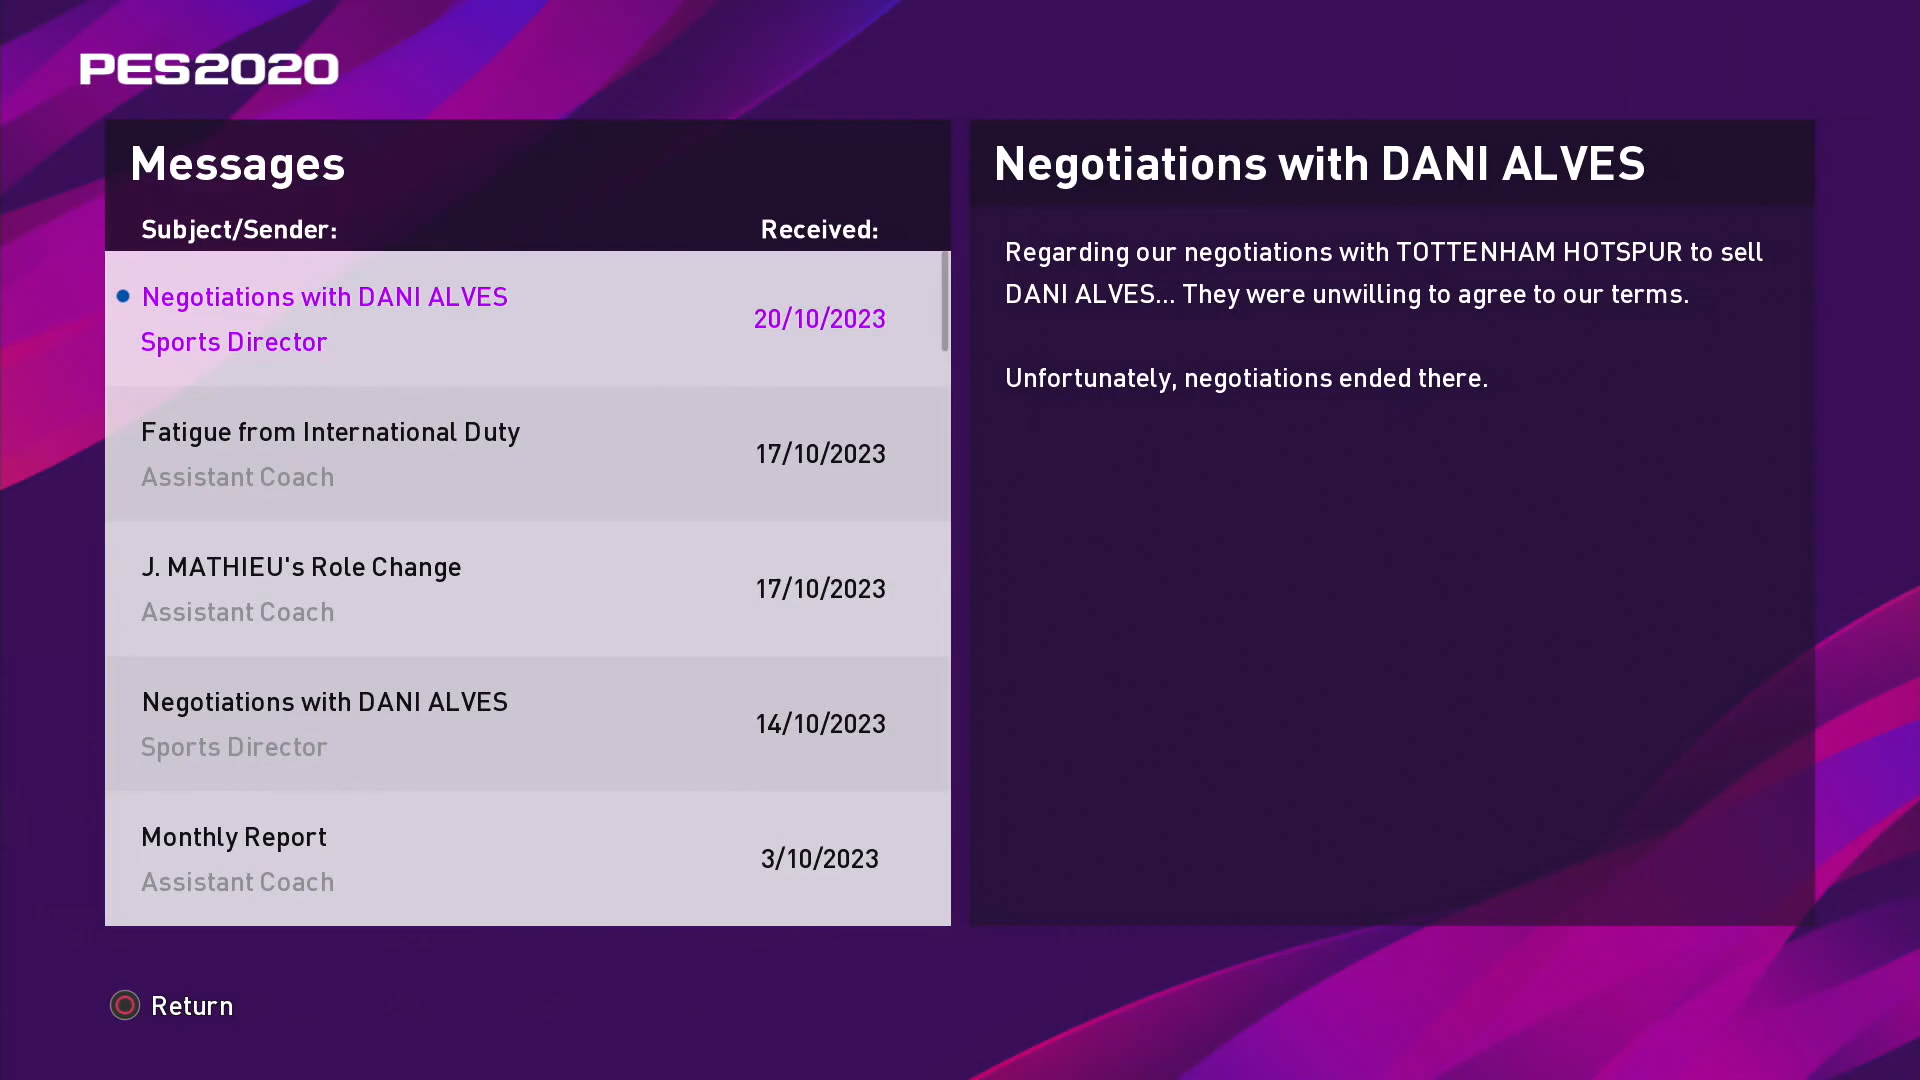 PES2020
Messages
Subject/Sender: Received:
Negotiations with DANI ALVES
Sports Director
20/10/2023
Fatigue from International Duty
Assistant Coach
17/10/2023
J. MATHIEU's Role Change
Assistant Coach
17/10/2023
Negotiations with DANI ALVES
Sports Director
14/10/2023
Monthly Report
Assistant Coach
3/10/2023
Negotiations with DANI ALVES
Regarding our negotiations with TOTTENHAM HOTSPUR to sell
DANI ALVES... They were unwilling to agree to our terms.
Unfortunately, negotiations ended there.
Return